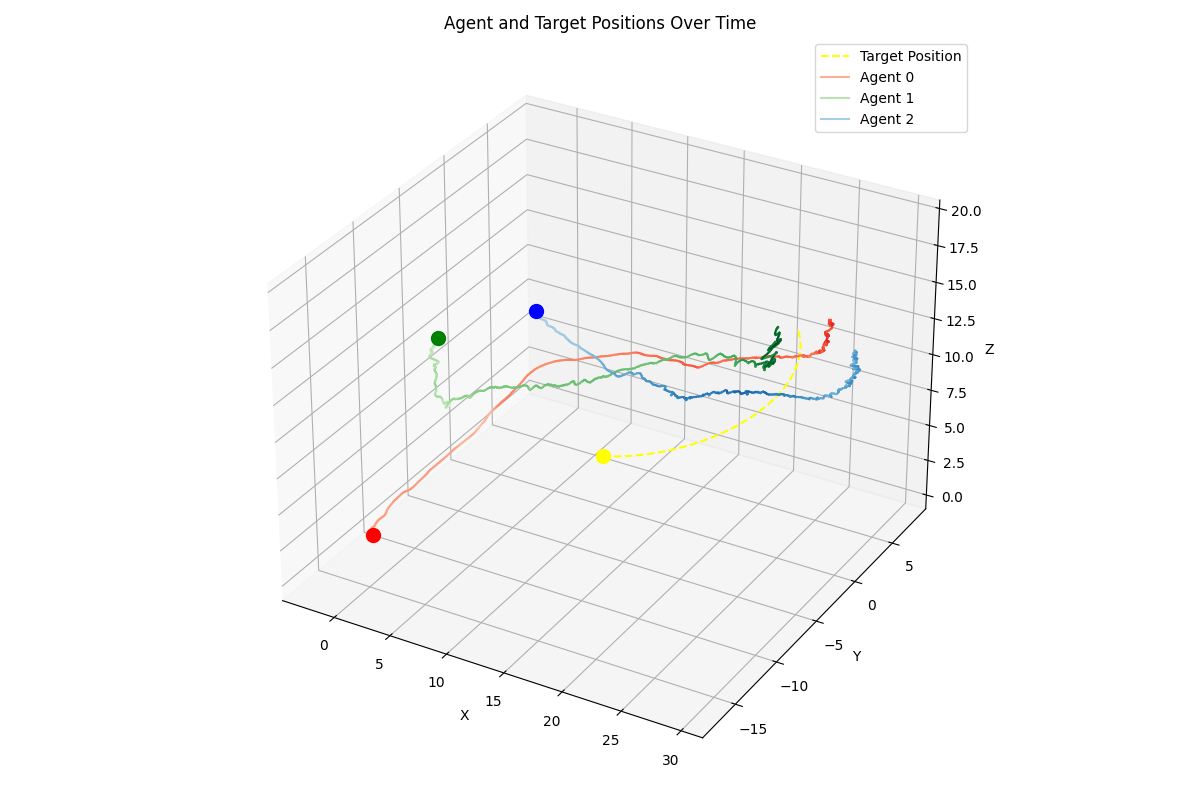 Agent and Target Positions Over Time
Target Position
Agent 0
Agent 1
Agent 2
20.0
17.5
15.0
12.5
10.0
7.5
5.0
2.5
0.0
Z
5
0
−5
−10
−15
Y
0
5
10
15
20
25
30
X